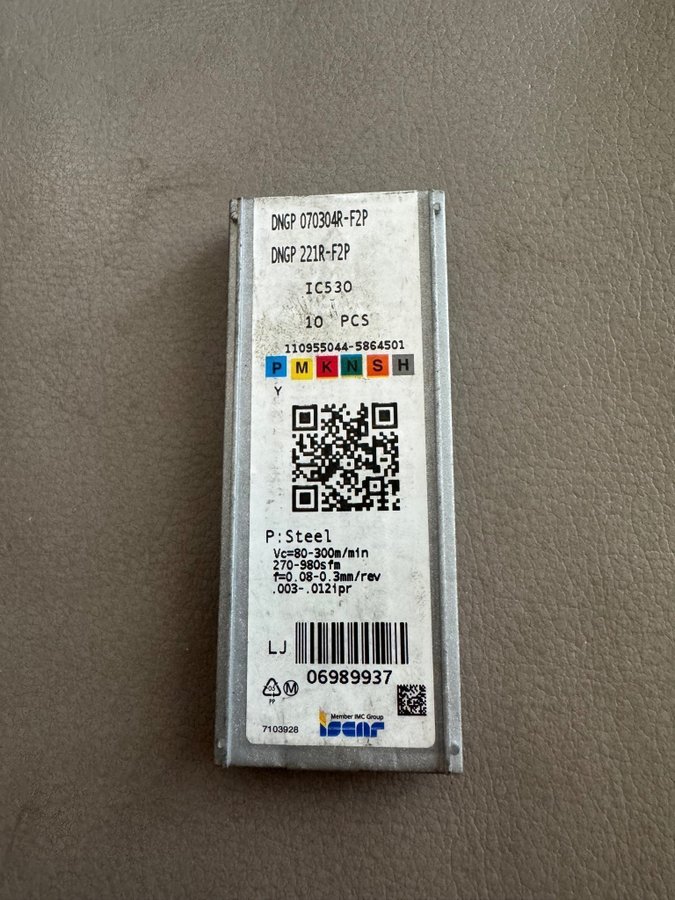 DNGP 070304R-F2P
DNGP 221R-F2P
IC530
10 PCS
110955044-5864501
P M K N S H
Y
P:Steel
Vc=80-300m/min
270-980sfm
f=0.08-0.3mm/rev
.003-.012ipr
LJ
06989937
05
M
PP
7103928
Member IMC Group
iscar